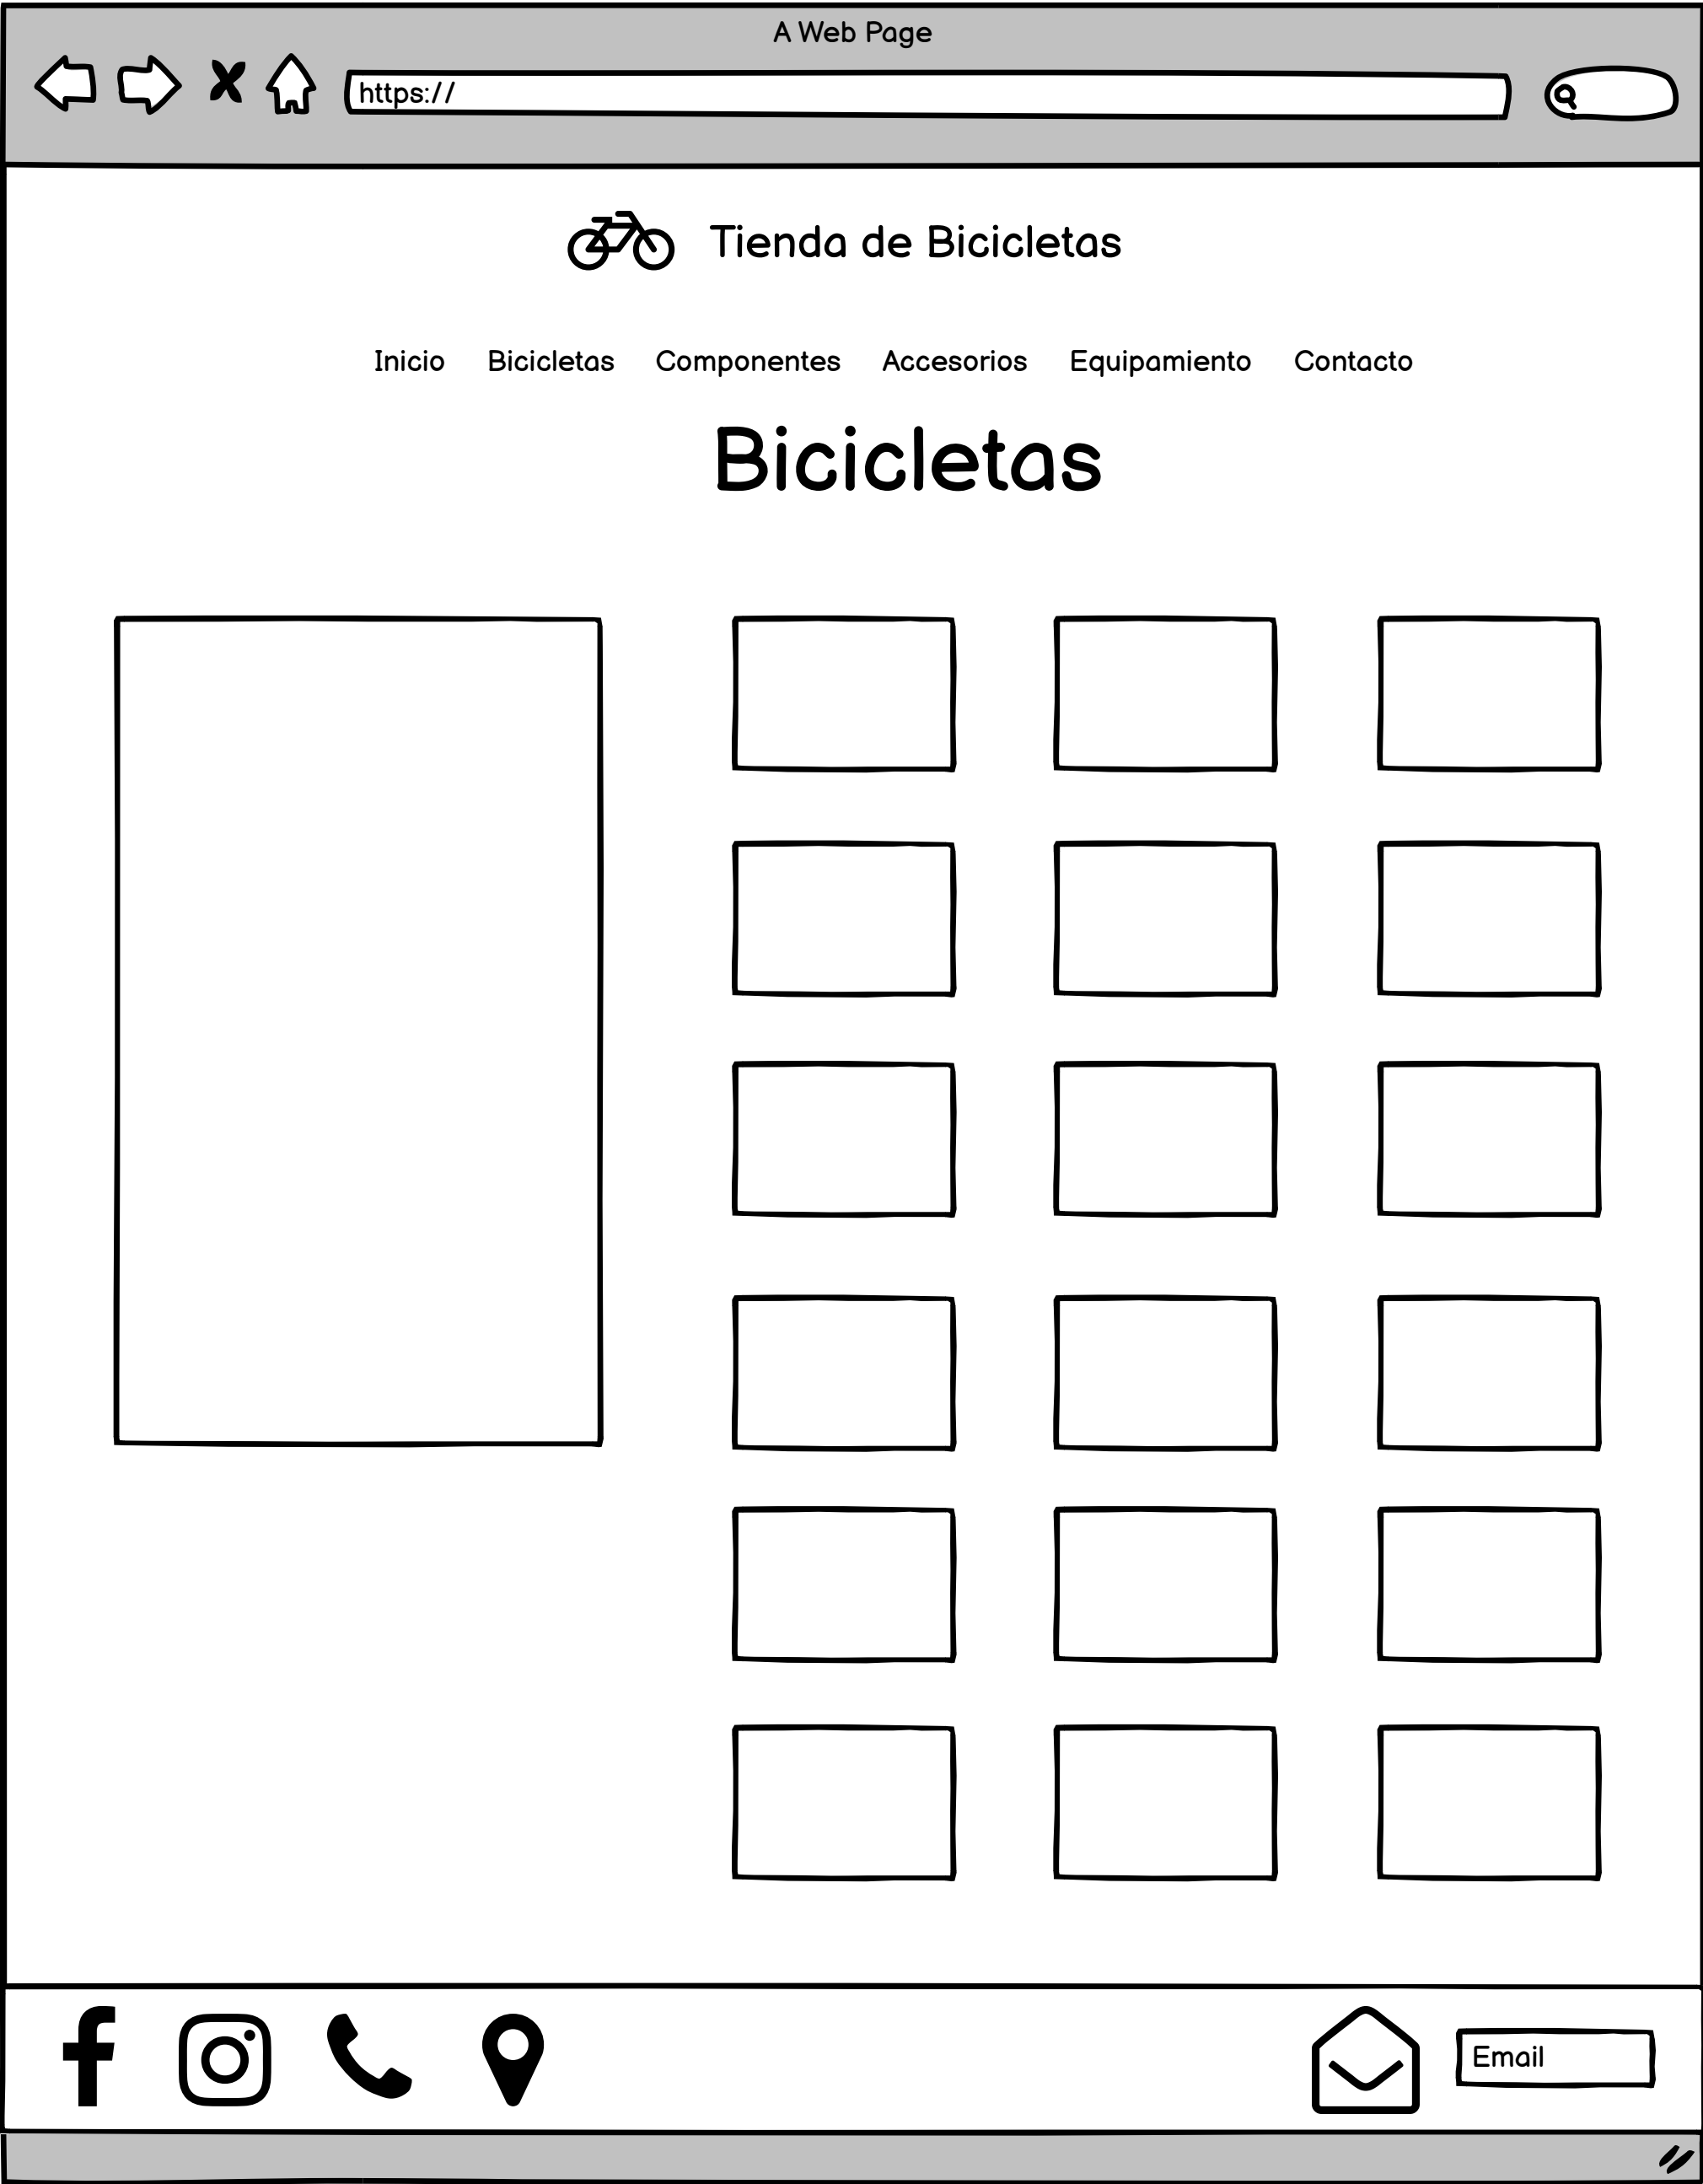 A Web Page
https://
Tienda de Bicicletas
Inicio Bicicletas Componentes Accesorios Equipamiento Contacto
Bicicletas
Email